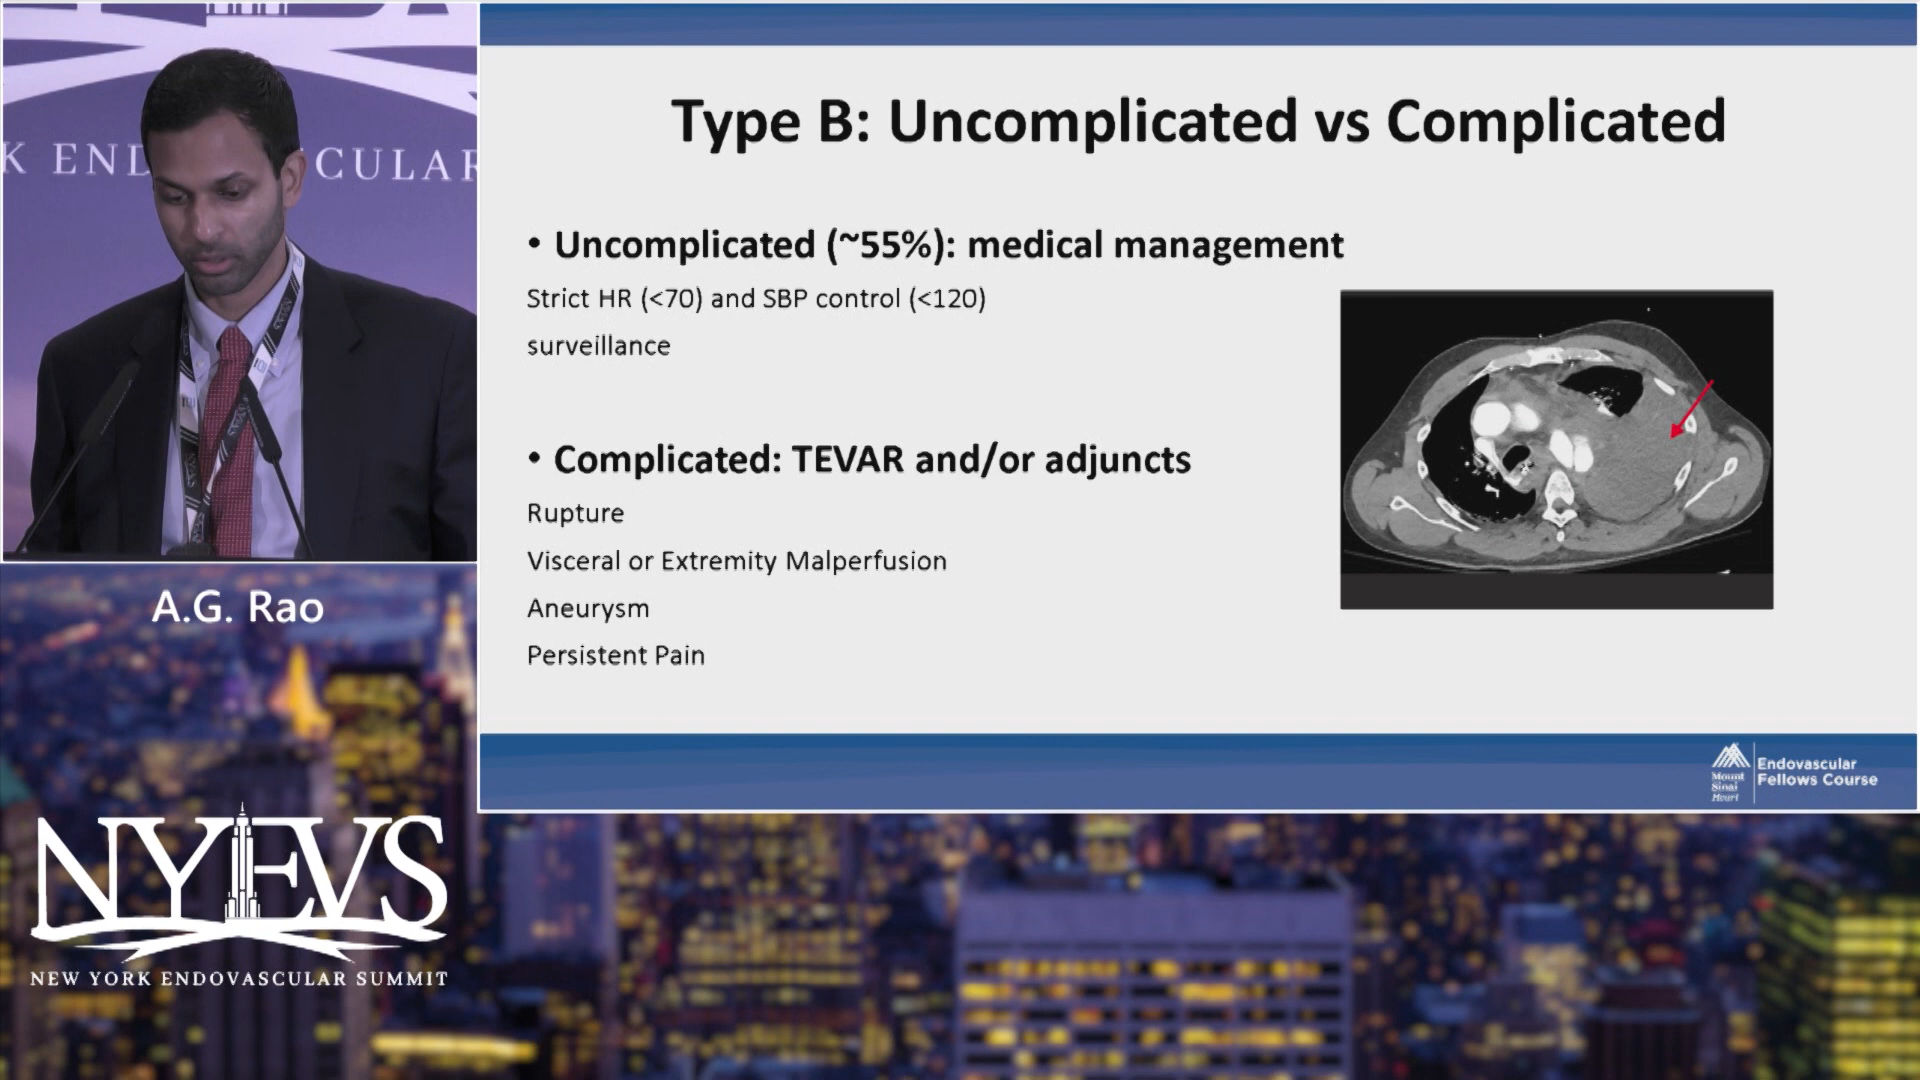 K END
CULAR
Type B: Uncomplicated vs Complicated
• Uncomplicated (~55%): medical management
Strict HR (<70) and SBP control (<120)
surveillance
• Complicated: TEVAR and/or adjuncts
Rupture
Visceral or Extremity Malperfusion
Aneurysm
Persistent Pain
A.G. Rao
Mount
Sinai
Heart
Endovascular
Fellows Course
NYEVS
NEW YORK ENDOVASCULAR SUMMIT